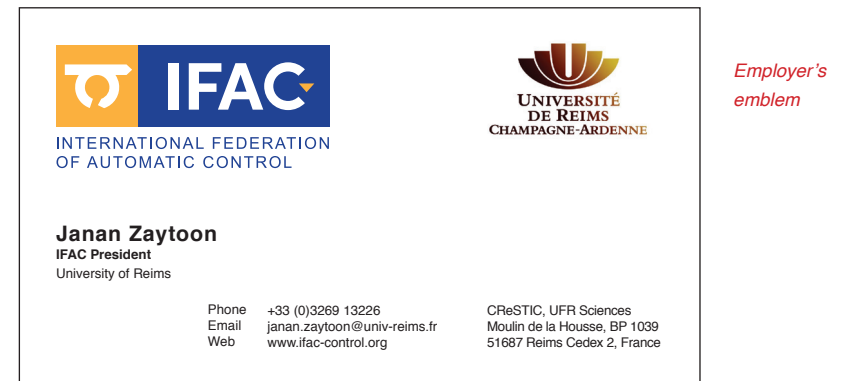 IFAC
INTERNATIONAL FEDERATION
OF AUTOMATIC CONTROL
UNIVERSITÉ
DE REIMS
CHAMPAGNE-ARDENNE
Employer's
emblem
Janan Zaytoon
IFAC President
University of Reims
Phone +33 (0)3269 13226
Email janan.zaytoon@univ-reims.fr
Web www.ifac-control.org
CReSTIC, UFR Sciences
Moulin de la Housse, BP 1039
51687 Reims Cedex 2, France